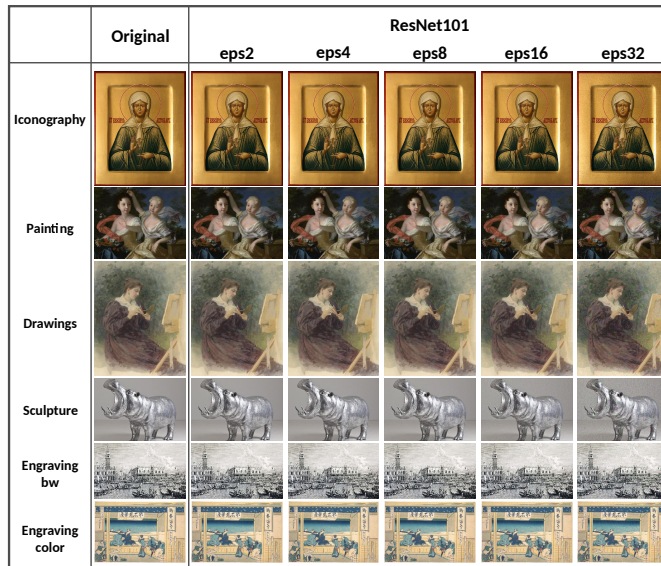 Original
ResNet101
eps2
eps4
eps8
eps16
eps32
Iconography
Painting
Drawings
Sculpture
Engraving
bw
Engraving
color